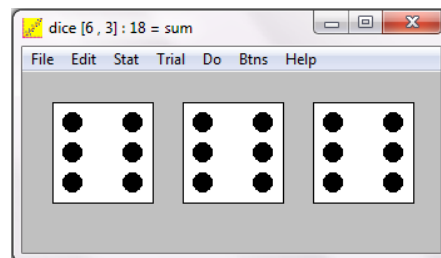 dice [6 , 3] : 18 = sum
File Edit Stat Trial Do Btns Help